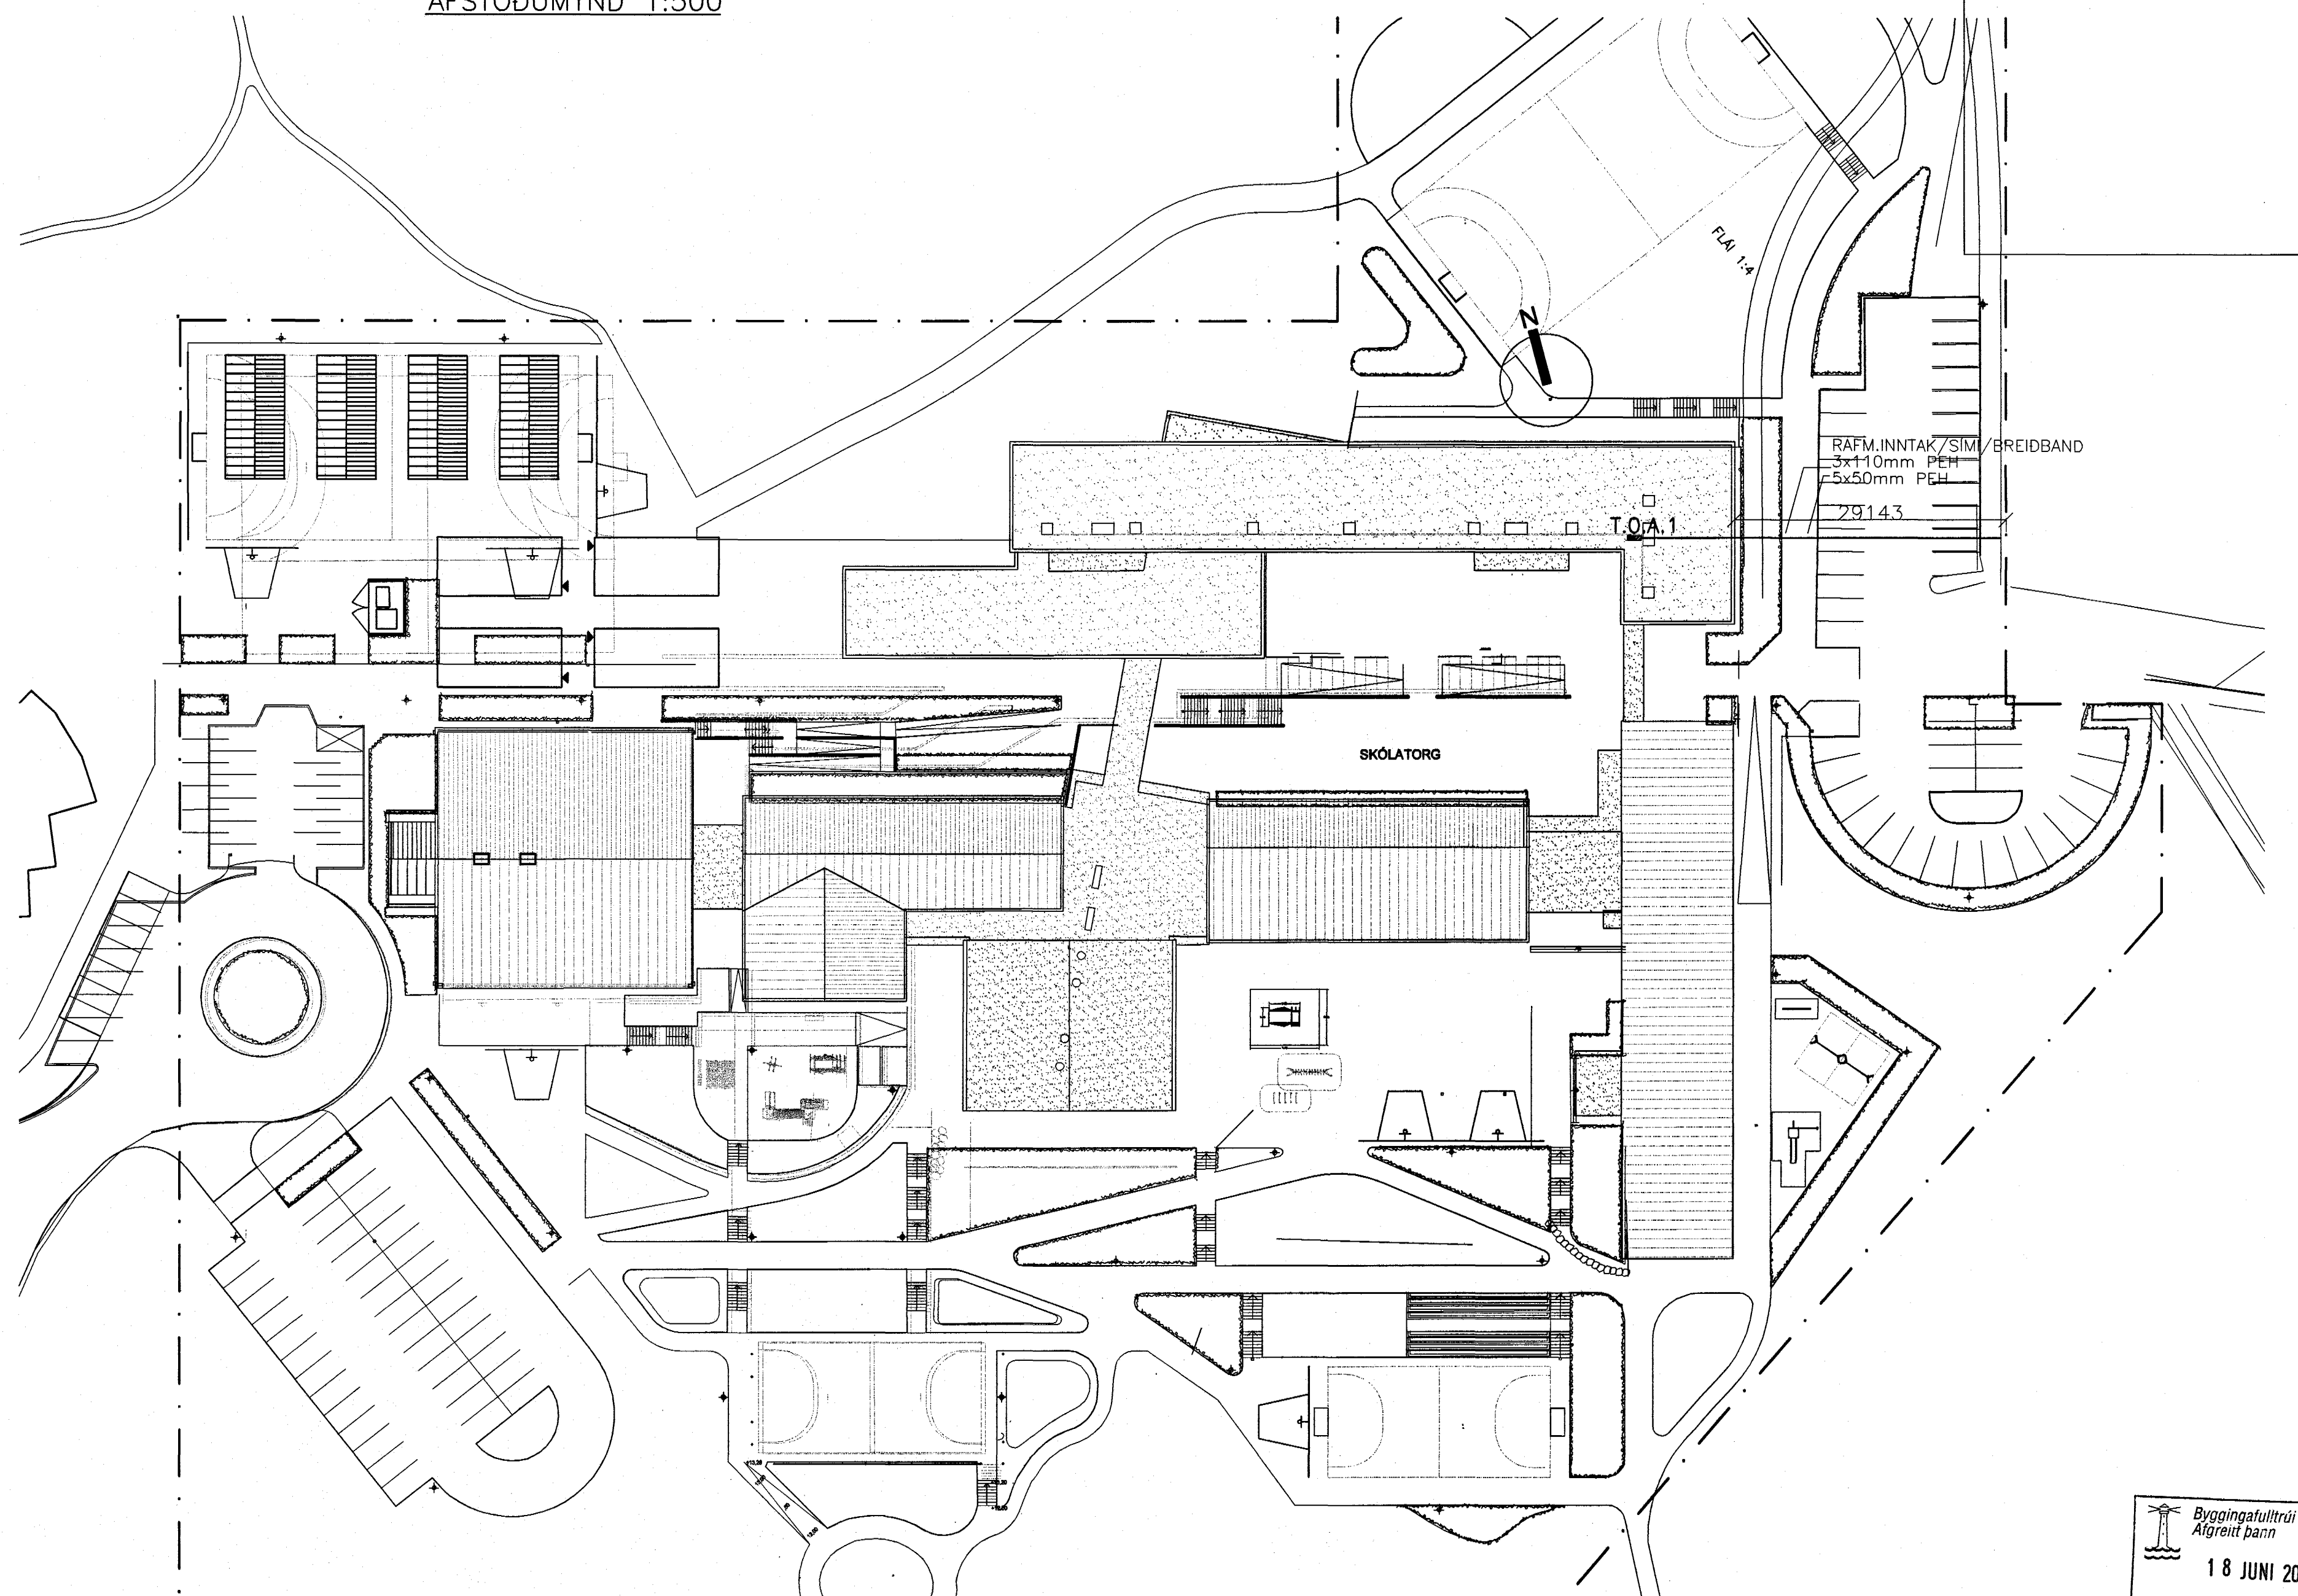 AFSTÖÐUMYND 1:500
N
FLÁI 1:4
RAFM.INNTAK/SÍMI/BREIÐBAND
3x110mm PEH
5x50mm PEH
29143
T.O.A.1
SKÓLATORG
Byggingafulltrúi
Afgreitt þann
18 JUNI 20